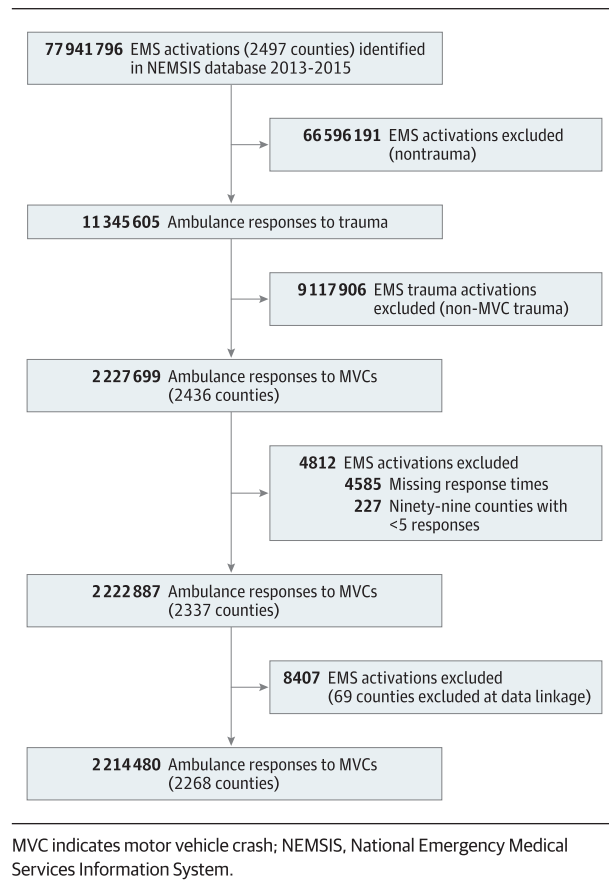 77 941 796 EMS activations (2497 counties) identified
in NEMSIS database 2013-2015
66 596 191 EMS activations excluded
(nontrauma)
11 345 605 Ambulance responses to trauma
9 117 906 EMS trauma activations
excluded (non-MVC trauma)
2 227 699 Ambulance responses to MVCs
(2436 counties)
4812 EMS activations excluded
4585 Missing response times
227 Ninety-nine counties with
<5 responses
2 222 887 Ambulance responses to MVCs
(2337 counties)
8407 EMS activations excluded
(69 counties excluded at data linkage)
2 214 480 Ambulance responses to MVCs
(2268 counties)
MVC indicates motor vehicle crash; NEMSIS, National Emergency Medical
Services Information System.